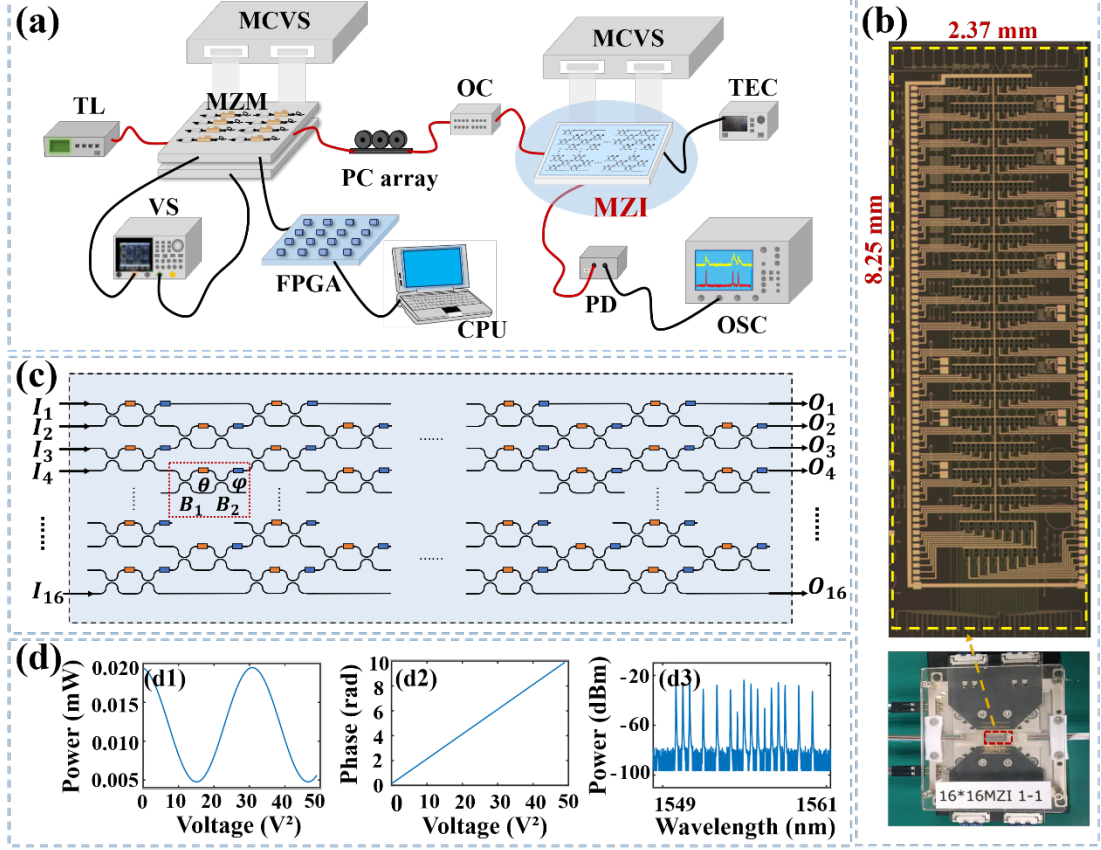 (a)
MCVS
MCVS
TL
MZM
OC
TEC
PC array
MZI
VS
FPGA
CPU
PD
OSC
(b)
2.37 mm
8.25 mm
16*16MZI 1-1
(c)
I₁
I₂
I₃
I₄
θ φ
B₁ B₂
......
......
I₁₆
O₁
O₂
O₃
O₄
O₁₆
(d)
(d1)
Power (mW)
0.020
0.015
0.010
0.005
0 10 20 30 40 50
Voltage (V²)
(d2)
Phase (rad)
10
8
6
4
2
0
0 10 20 30 40 50
Voltage (V²)
(d3)
Power (dBm)
-20
-60
-100
1549 1561
Wavelength (nm)